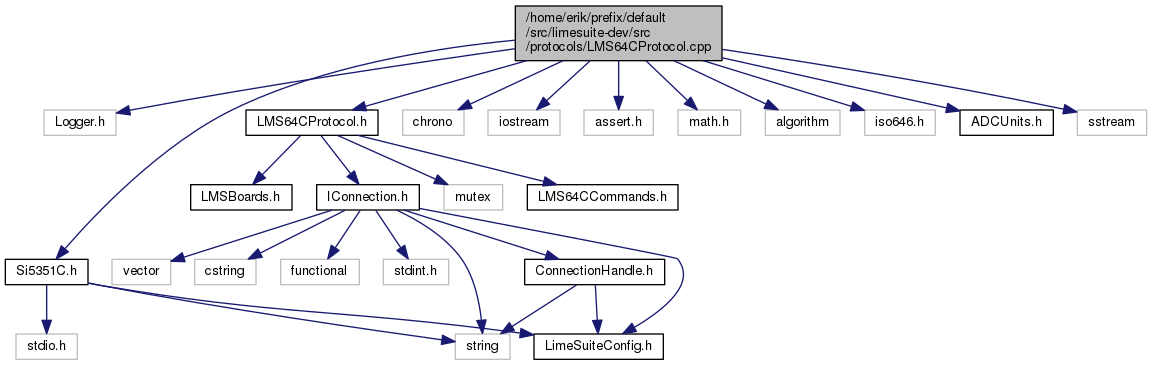 /home/erik/prefix/default
/src/limesuite-dev/src
/protocols/LMS64CProtocol.cpp
Logger.h
LMS64CProtocol.h
chrono
iostream
assert.h
math.h
algorithm
iso646.h
ADCUnits.h
sstream
LMSBoards.h
IConnection.h
mutex
LMS64CCommands.h
Si5351C.h
vector
cstring
functional
stdint.h
ConnectionHandle.h
stdio.h
string
LimeSuiteConfig.h